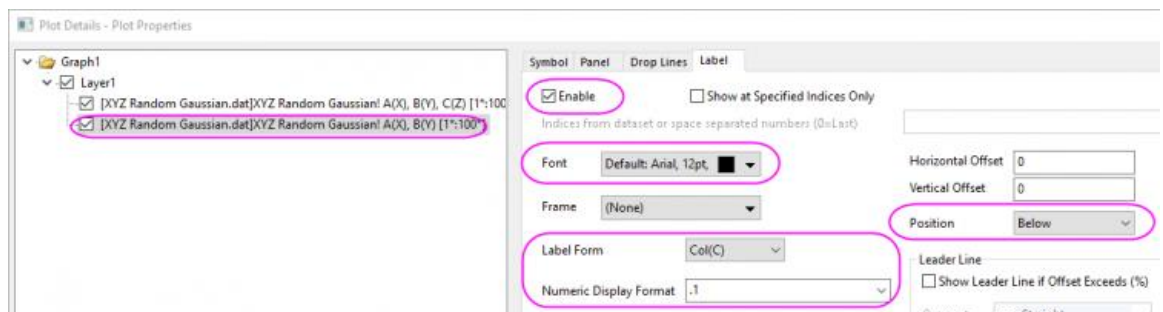 Plot Details - Plot Properties
Graph1
Layer1
[XYZ Random Gaussian.dat]XYZ Random Gaussian! A(X), B(Y), C(Z) [1*:100
[XYZ Random Gaussian.dat]XYZ Random Gaussian! A(X), B(Y) [1*:100*]
Symbol Panel Drop Lines Label
Enable Show at Specified Indices Only
Indices from dataset or space separated numbers (0=Last)
Font Default: Arial, 12pt,
Horizontal Offset 0
Vertical Offset 0
Frame (None)
Position Below
Label Form Col(C)
Leader Line
Show Leader Line if Offset Exceeds (%)
Numeric Display Format .1